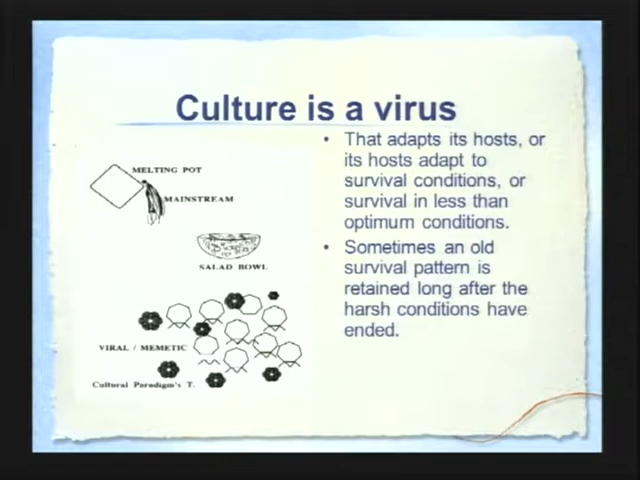 Culture is a virus
MELTING POT
MAINSTREAM
SALAD BOWL
VIRAL / MEMETIC
Cultural Paradigm's T.
• That adapts its hosts, or
its hosts adapt to
survival conditions, or
survival in less than
optimum conditions.
• Sometimes an old
survival pattern is
retained long after the
harsh conditions have
ended.